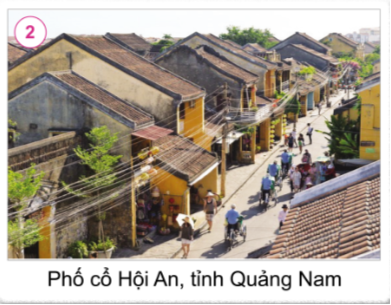 2
Phố cổ Hội An, tỉnh Quảng Nam